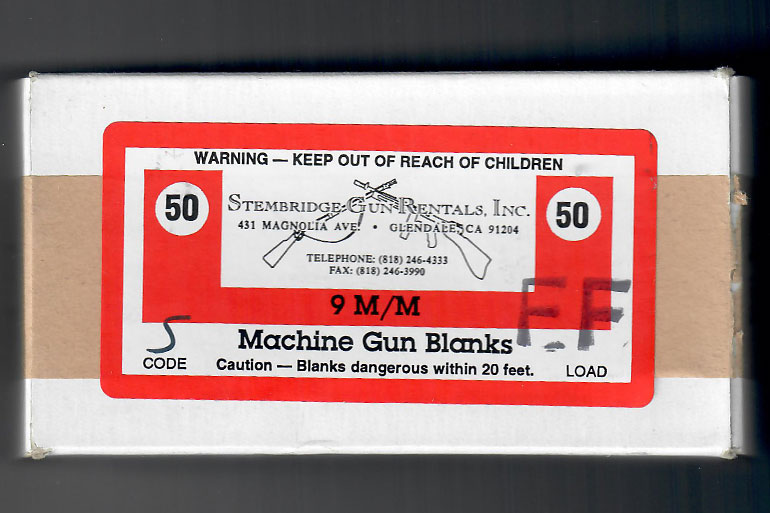 WARNING — KEEP OUT OF REACH OF CHILDREN
50
STEMBRIDGE GUN RENTALS, INC.
50
431 MAGNOLIA AVE. • GLENDALE, CA 91204
TELEPHONE: (818) 246-4333
FAX: (818) 246-3990
9 M/M
F.F
S
Machine Gun Blanks
CODE
Caution — Blanks dangerous within 20 feet.
LOAD